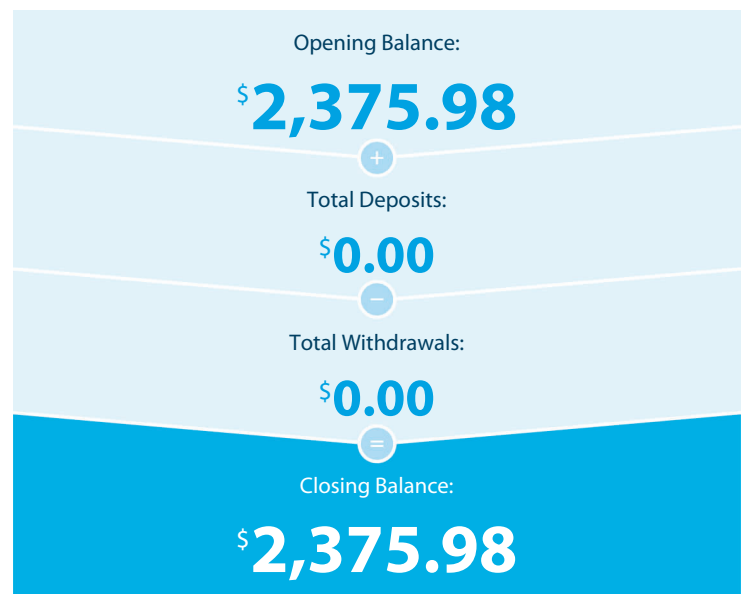 Opening Balance:
$2,375.98
+
Total Deposits:
$0.00
−
Total Withdrawals:
$0.00
=
Closing Balance:
$2,375.98